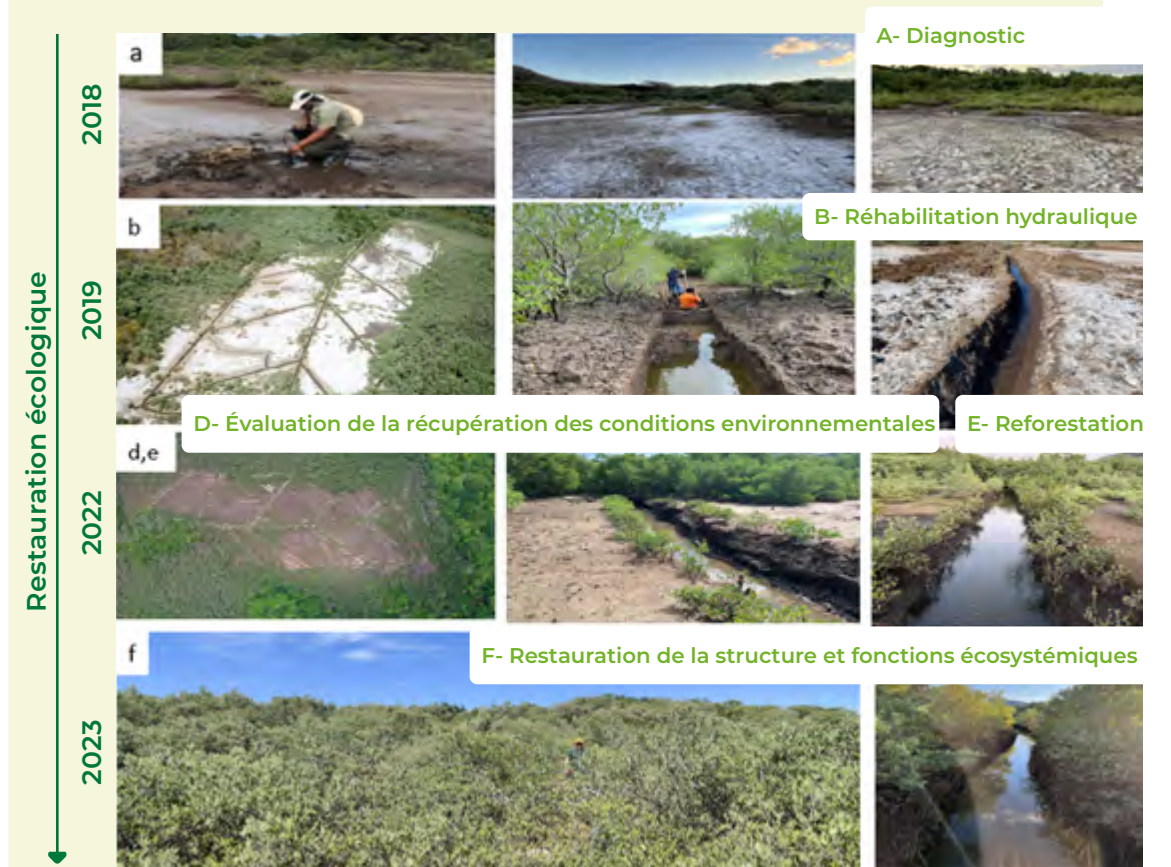 Restauration écologique
2018
a
A- Diagnostic
2019
b
B- Réhabilitation hydraulique
2022
D- Évaluation de la récupération des conditions environnementales
E- Reforestation
d,e
2023
f
F- Restauration de la structure et fonctions écosystémiques